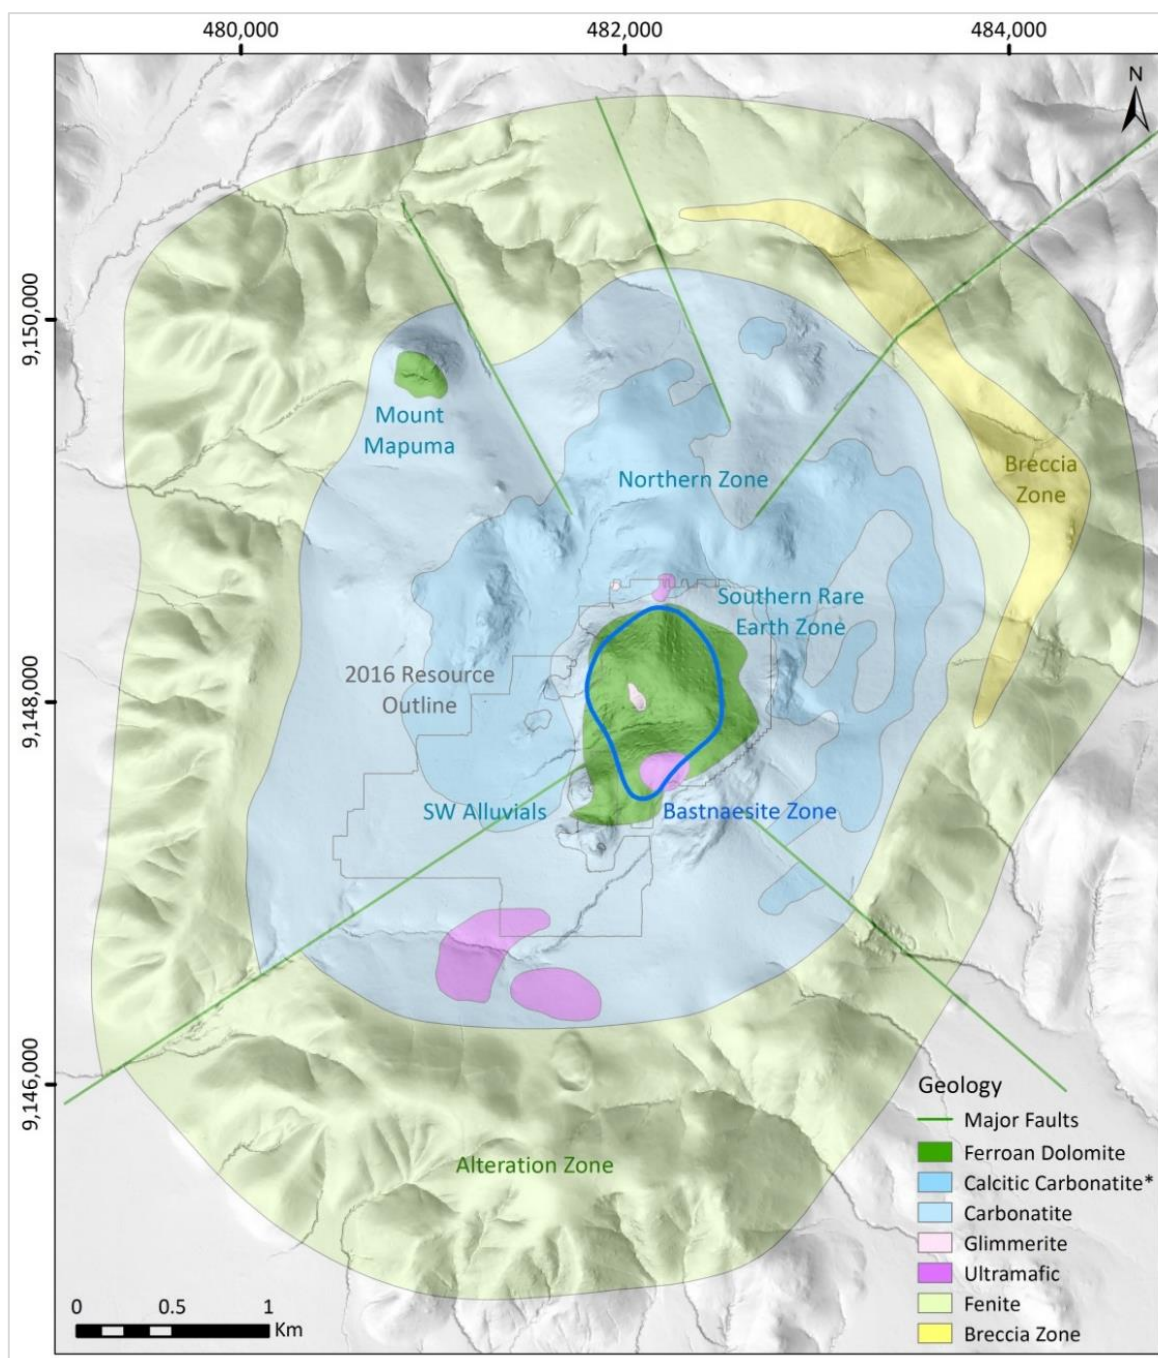 480,000
482,000
484,000
N
9,150,000
9,148,000
9,146,000
Mount
Mapuma
Northern Zone
Breccia
Zone
Southern Rare
Earth Zone
2016 Resource
Outline
SW Alluvials
Bastnaesite Zone
Alteration Zone
Geology
Major Faults
Ferroan Dolomite
Calcitic Carbonatite*
Carbonatite
Glimmerite
Ultramafic
Fenite
Breccia Zone
0 0.5 1
Km